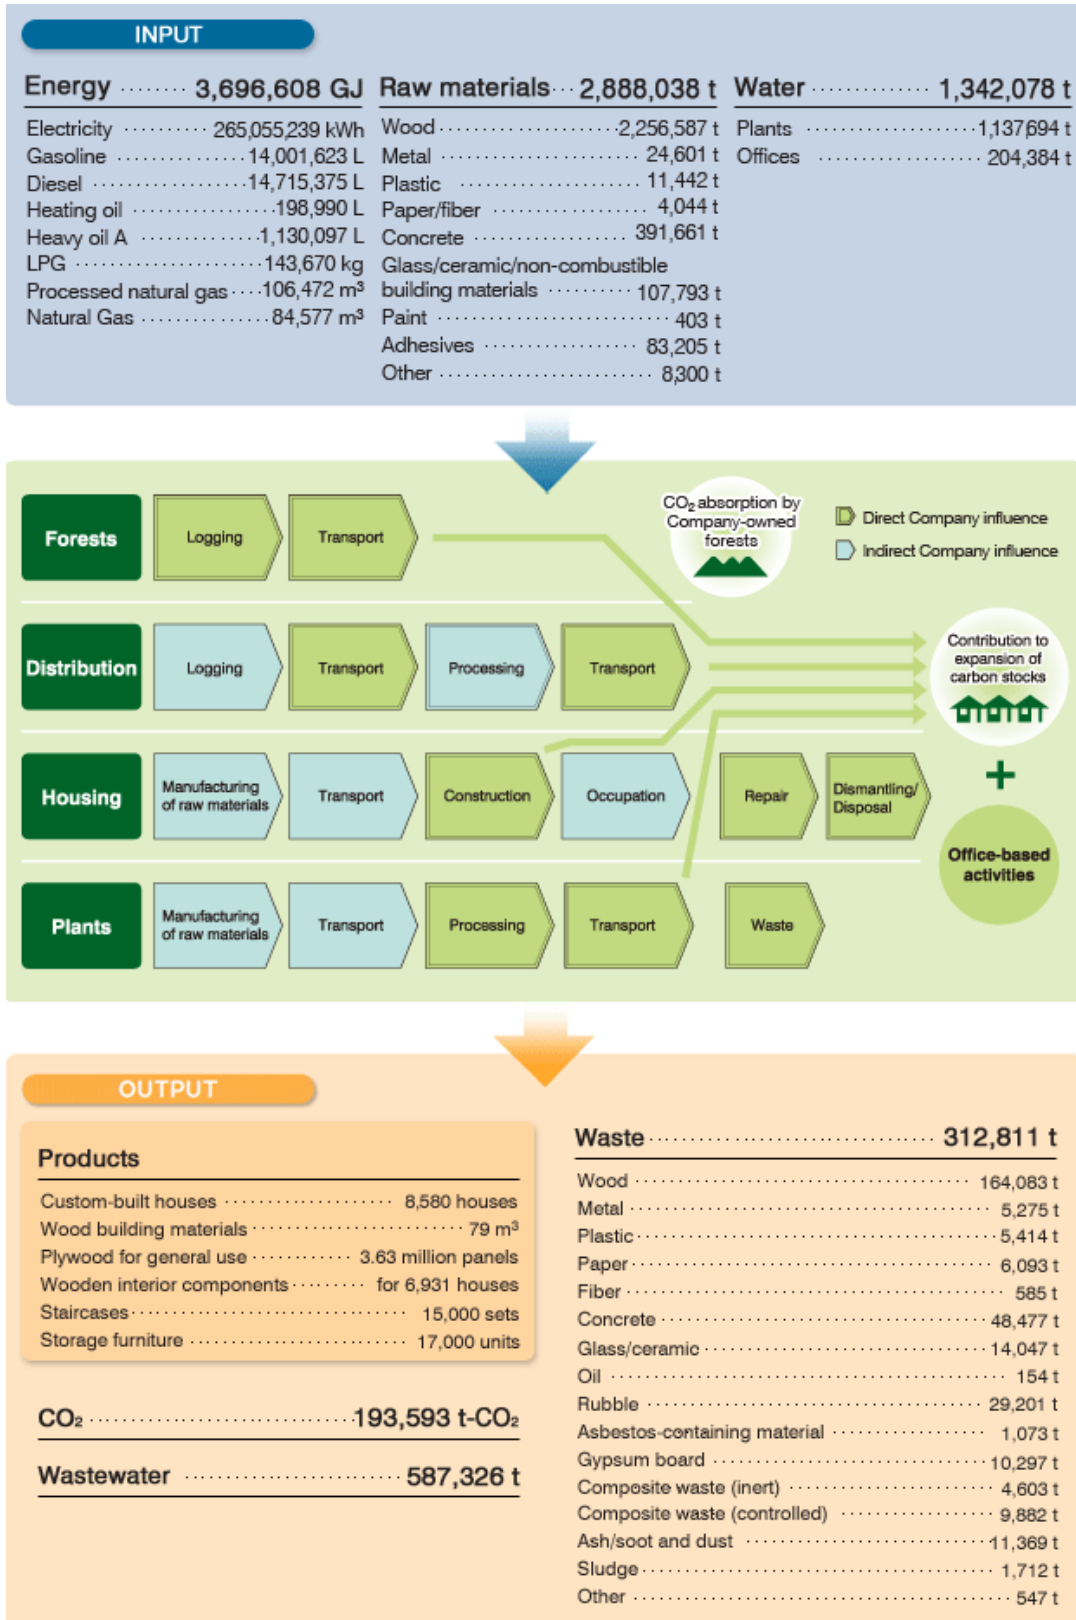 INPUT
Energy ········ 3,696,608 GJ
Electricity ·········· 265,055,239 kWh
Gasoline ··············· 14,001,623 L
Diesel ·················· 14,715,375 L
Heating oil ················· 198,990 L
Heavy oil A ·············· 1,130,097 L
LPG ······················ 143,670 kg
Processed natural gas ···· 106,472 m³
Natural Gas ··············· 84,577 m³
Raw materials ··· 2,888,038 t
Wood ····················· 2,256,587 t
Metal ······················· 24,601 t
Plastic ······················ 11,442 t
Paper/fiber ·················· 4,044 t
Concrete ·················· 391,661 t
Glass/ceramic/non-combustible
building materials ·········· 107,793 t
Paint ··························· 403 t
Adhesives ·················· 83,205 t
Other ························ 8,300 t
Water ·············· 1,342,078 t
Plants ····················· 1,137,694 t
Offices ····················· 204,384 t
Forests
Logging
Transport
CO₂ absorption by
Company-owned
forests
Direct Company influence
Indirect Company influence
Distribution
Logging
Transport
Processing
Transport
Contribution to
expansion of
carbon stocks
Housing
Manufacturing
of raw materials
Transport
Construction
Occupation
Repair
Dismantling/
Disposal
+
Office-based
activities
Plants
Manufacturing
of raw materials
Transport
Processing
Transport
Waste
OUTPUT
Products
Custom-built houses ···················· 8,580 houses
Wood building materials ························· 79 m³
Plywood for general use ············ 3.63 million panels
Wooden interior components ········· for 6,931 houses
Staircases ································· 15,000 sets
Storage furniture ·························· 17,000 units
CO₂ ····························· 193,593 t-CO₂
Wastewater ························ 587,326 t
Waste ································ 312,811 t
Wood ········································ 164,083 t
Metal ············································ 5,275 t
Plastic ··········································· 5,414 t
Paper ············································ 6,093 t
Fiber ·············································· 585 t
Concrete ······································ 48,477 t
Glass/ceramic ································· 14,047 t
Oil ················································ 154 t
Rubble ········································ 29,201 t
Asbestos-containing material ···················· 1,073 t
Gypsum board ································ 10,297 t
Composite waste (inert) ························· 4,603 t
Composite waste (controlled) ··················· 9,882 t
Ash/soot and dust ···························· 11,369 t
Sludge ·········································· 1,712 t
Other ············································· 547 t